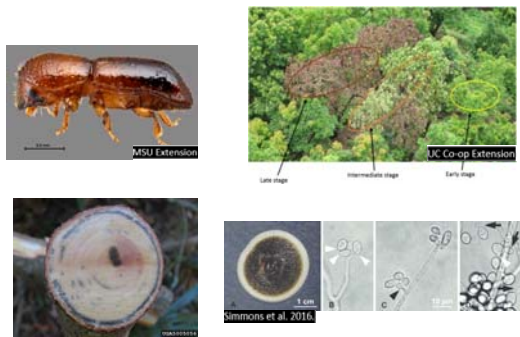 MSU Extension
UC Co-op Extension
Late stage
Intermediate stage
Early stage
A
1 cm
B
C
10 µm
Simmons et al. 2016.